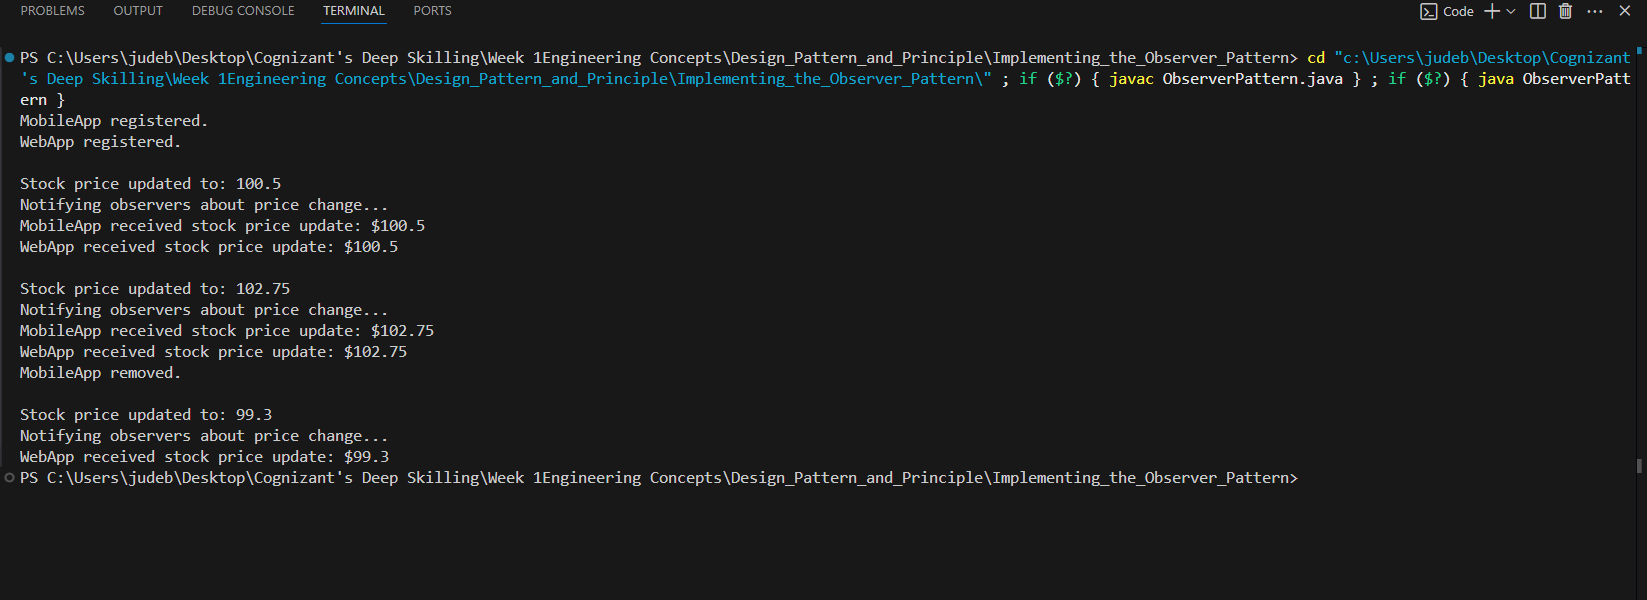 PROBLEMS OUTPUT DEBUG CONSOLE TERMINAL PORTS Code
PS C:\Users\judeb\Desktop\Cognizant's Deep Skilling\Week 1Engineering Concepts\Design_Pattern_and_Principle\Implementing_the_Observer_Pattern> cd "c:\Users\judeb\Desktop\Cognizant
's Deep Skilling\Week 1Engineering Concepts\Design_Pattern_and_Principle\Implementing_the_Observer_Pattern\" ; if ($?) { javac ObserverPattern.java } ; if ($?) { java ObserverPatt
ern }
MobileApp registered.
WebApp registered.
Stock price updated to: 100.5
Notifying observers about price change...
MobileApp received stock price update: $100.5
WebApp received stock price update: $100.5
Stock price updated to: 102.75
Notifying observers about price change...
MobileApp received stock price update: $102.75
WebApp received stock price update: $102.75
MobileApp removed.
Stock price updated to: 99.3
Notifying observers about price change...
WebApp received stock price update: $99.3
PS C:\Users\judeb\Desktop\Cognizant's Deep Skilling\Week 1Engineering Concepts\Design_Pattern_and_Principle\Implementing_the_Observer_Pattern>